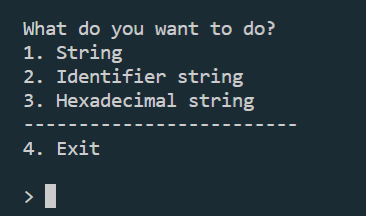 What do you want to do?
1. String
2. Identifier string
3. Hexadecimal string
-------------------------
4. Exit
>